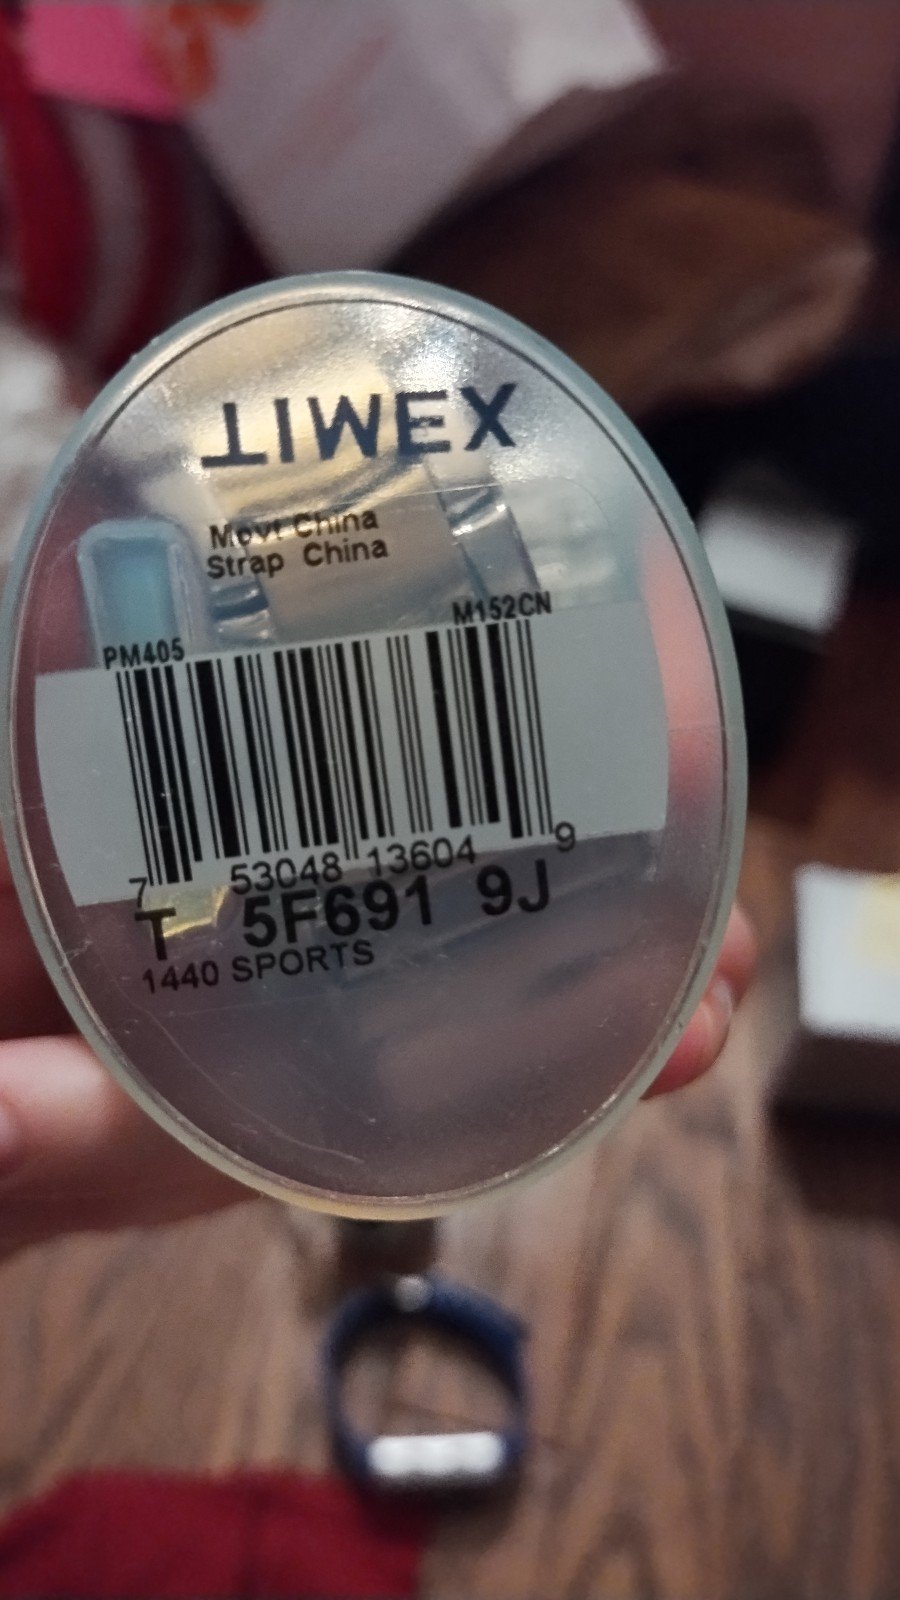 TIMEX
Movt China
Strap China
M152CN
PM405
7 53048 13604 9
T 5F691 9J
1440 SPORTS